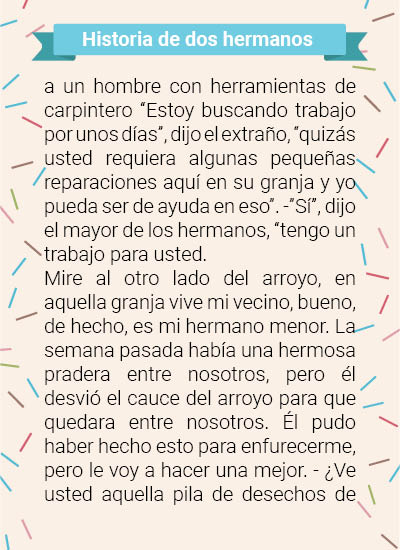 Historia de dos hermanos
a un hombre con herramientas de
carpintero “Estoy buscando trabajo
por unos días”, dijo el extraño, “quizás
usted requiera algunas pequeñas
reparaciones aquí en su granja y yo
pueda ser de ayuda en eso”. -”Sí”, dijo
el mayor de los hermanos, “tengo un
trabajo para usted.
Mire al otro lado del arroyo, en
aquella granja vive mi vecino, bueno,
de hecho, es mi hermano menor. La
semana pasada había una hermosa
pradera entre nosotros, pero él
desvió el cauce del arroyo para que
quedara entre nosotros. Él pudo
haber hecho esto para enfurecerme,
pero le voy a hacer una mejor. - ¿Ve
usted aquella pila de desechos de